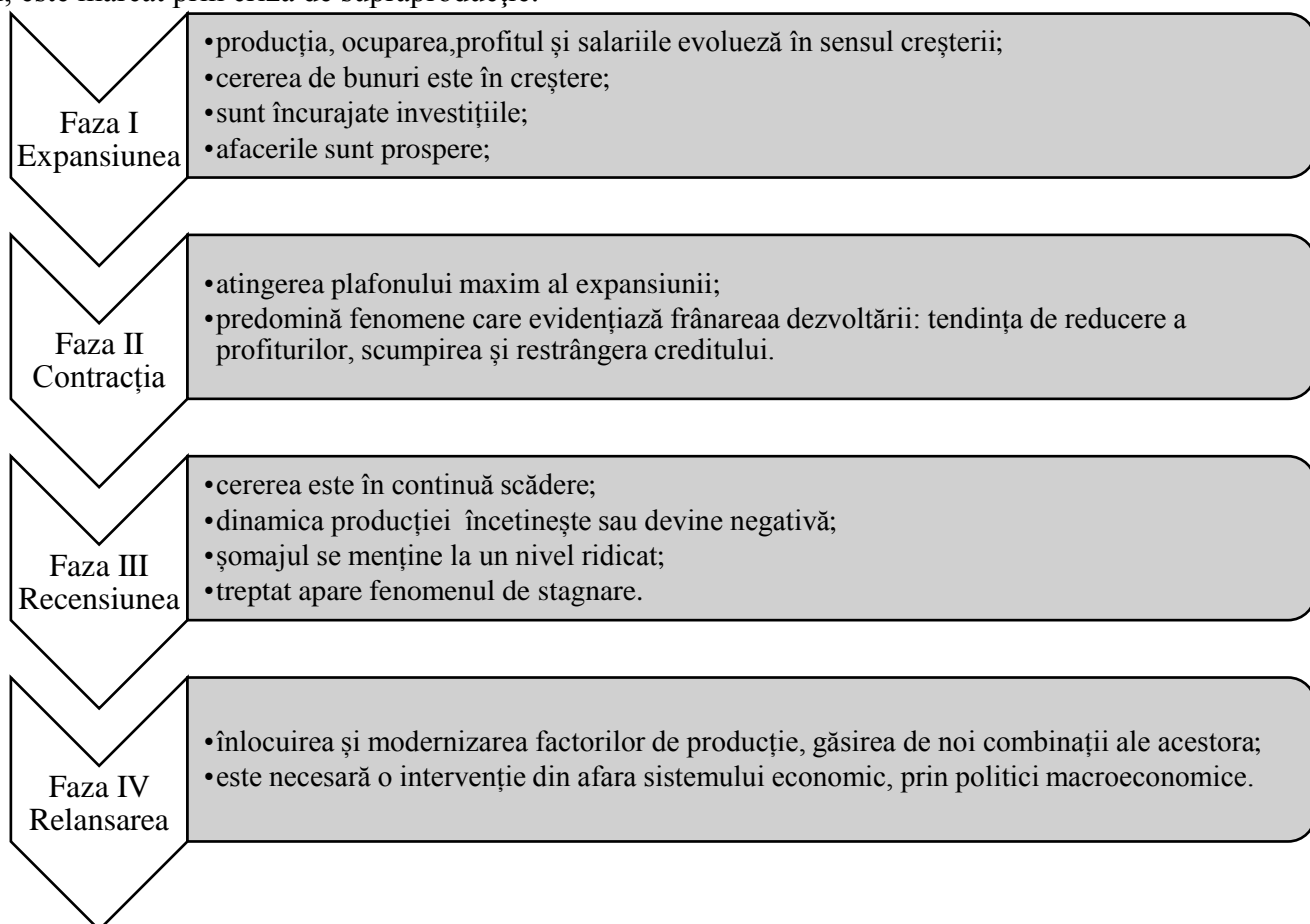 este marcat prin criza de supraproducție.
•producția, ocuparea,profitul și salariile evolueză în sensul creșterii;
•cererea de bunuri este în creștere;
•sunt încurajate investițiile;
•afacerile sunt prospere;
Faza I
Expansiunea
•atingerea plafonului maxim al expansiunii;
•predomină fenomene care evidențiază frânareaa dezvoltării: tendința de reducere a
profiturilor, scumpirea și restrângera creditului.
Faza II
Contracția
•cererea este în continuă scădere;
•dinamica producției încetinește sau devine negativă;
•șomajul se menține la un nivel ridicat;
•treptat apare fenomenul de stagnare.
Faza III
Recensiunea
•înlocuirea și modernizarea factorilor de producție, găsirea de noi combinații ale acestora;
•este necesară o intervenție din afara sistemului economic, prin politici macroeconomice.
Faza IV
Relansarea